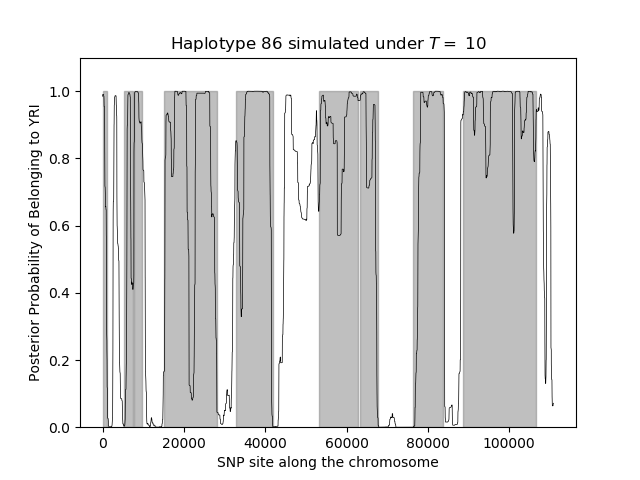 Haplotype 86 simulated under T = 10
Posterior Probability of Belonging to YRI
1.0
0.8
0.6
0.4
0.2
0.0
0 20000 40000 60000 80000 100000
SNP site along the chromosome